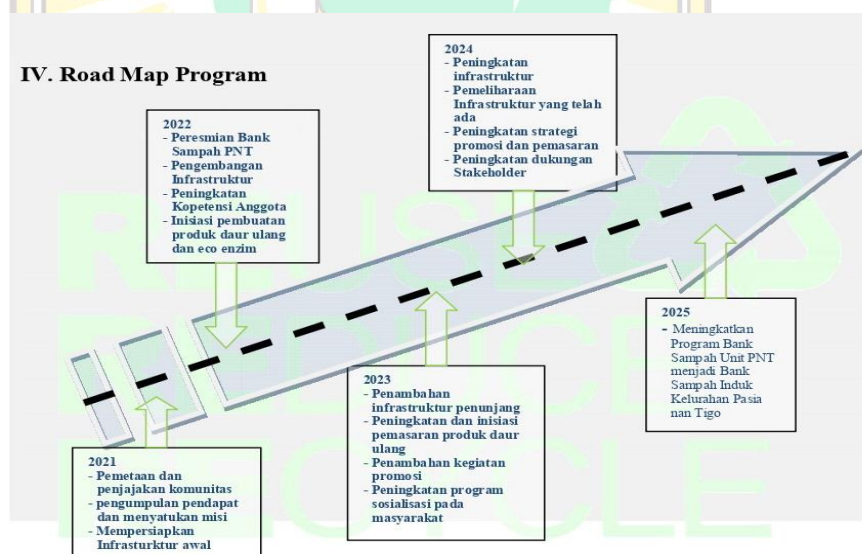 IV. Road Map Program
2021
- Pemetaan dan
penjajakan komunitas
- pengumpulan pendapat
dan menyatukan misi
- Mempersiapkan
Infrasturktur awal
2022
- Peresmian Bank
Sampah PNT
- Pengembangan
Infrastruktur
- Peningkatan
Kopetensi Anggota
- Inisiasi pembuatan
produk daur ulang
dan eco enzim
2023
- Penambahan
infrastruktur penunjang
- Peningkatan dan inisiasi
pemasaran produk daur
ulang
- Penambahan kegiatan
promosi
- Peningkatan program
sosialisasi pada
masyarakat
2024
- Peningkatan
infrastruktur
- Pemeliharaan
Infrastruktur yang telah
ada
- Peningkatan strategi
promosi dan pemasaran
- Peningkatan dukungan
Stakeholder
2025
- Meningkatkan
Program Bank
Sampah Unit PNT
menjadi Bank
Sampah Induk
Kelurahan Pasia
nan Tigo
REUSE
REDUCE
RECYCLE